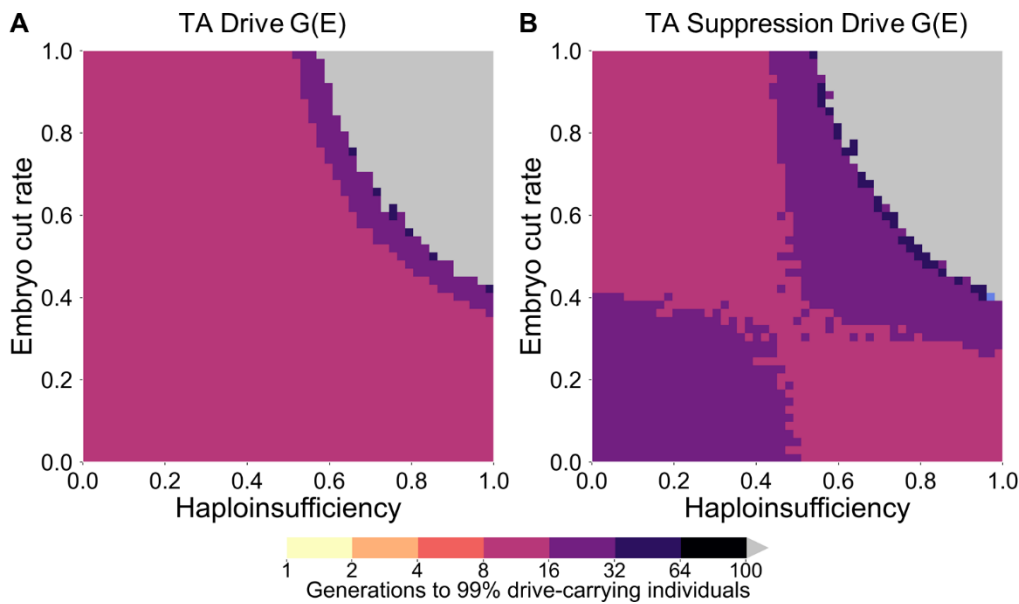 A TA Drive G(E)
1.0
0.8
0.6
0.4
0.2
0.0
Embryo cut rate
0.0 0.2 0.4 0.6 0.8 1.0
Haploinsufficiency
B TA Suppression Drive G(E)
1.0
0.8
0.6
0.4
0.2
0.0
Embryo cut rate
0.0 0.2 0.4 0.6 0.8 1.0
Haploinsufficiency
1 2 4 8 16 32 64 100
Generations to 99% drive-carrying individuals